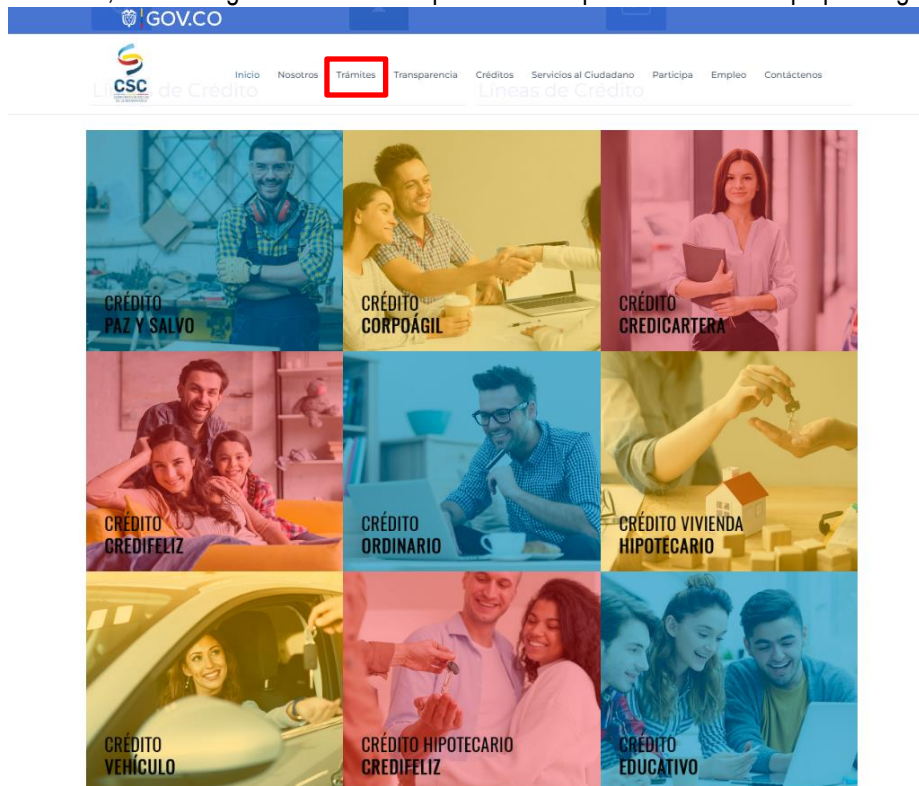 GOV.CO
CSC
Inicio Nosotros Trámites Transparencia Créditos Servicios al Ciudadano Participa Empleo Contáctenos
Líneas de Crédito Líneas de Crédito
CRÉDITO
PAZ Y SALVO
CRÉDITO
CORPOÁGIL
CRÉDITO
CREDICARTERA
CRÉDITO
CREDIFELIZ
CRÉDITO
ORDINARIO
CRÉDITO VIVIENDA
HIPOTECARIO
CRÉDITO
VEHÍCULO
CRÉDITO HIPOTECARIO
CREDIFELIZ
CRÉDITO
EDUCATIVO